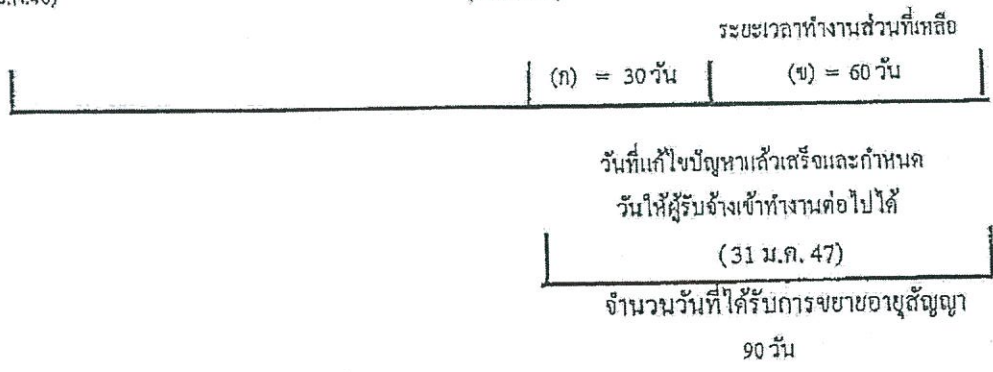 ระยะเวลาทำงานส่วนที่เหลือ
(ก) = 30 วัน (ข) = 60 วัน
วันที่แก้ไขปัญหาแล้วเสร็จและกำหนด
วันให้ผู้รับจ้างเข้าทำงานต่อไปได้
(31 ม.ค. 47)
จำนวนวันที่ได้รับการขยายอายุสัญญา
90 วัน